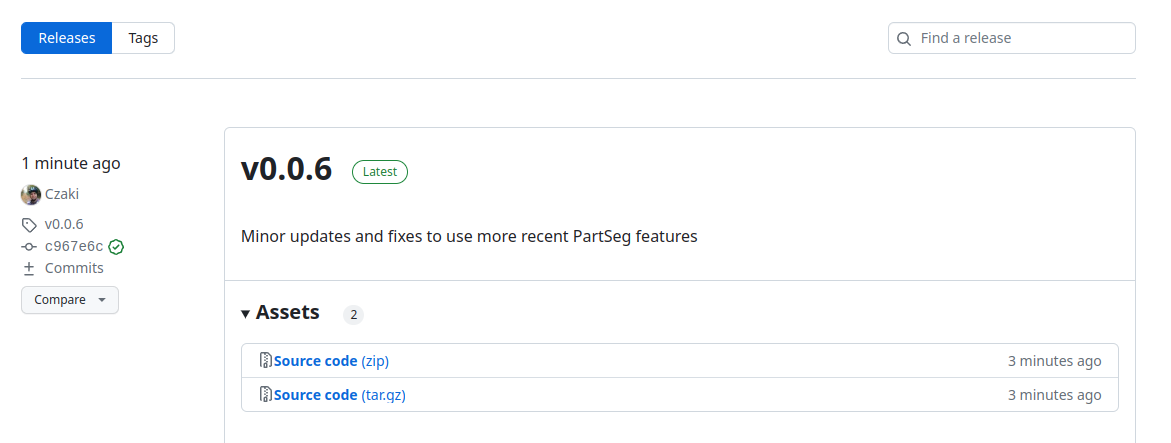 Releases Tags Find a release
1 minute ago
Czaki
v0.0.6
c967e6c
Commits
Compare
v0.0.6 Latest
Minor updates and fixes to use more recent PartSeg features
Assets 2
Source code (zip) 3 minutes ago
Source code (tar.gz) 3 minutes ago